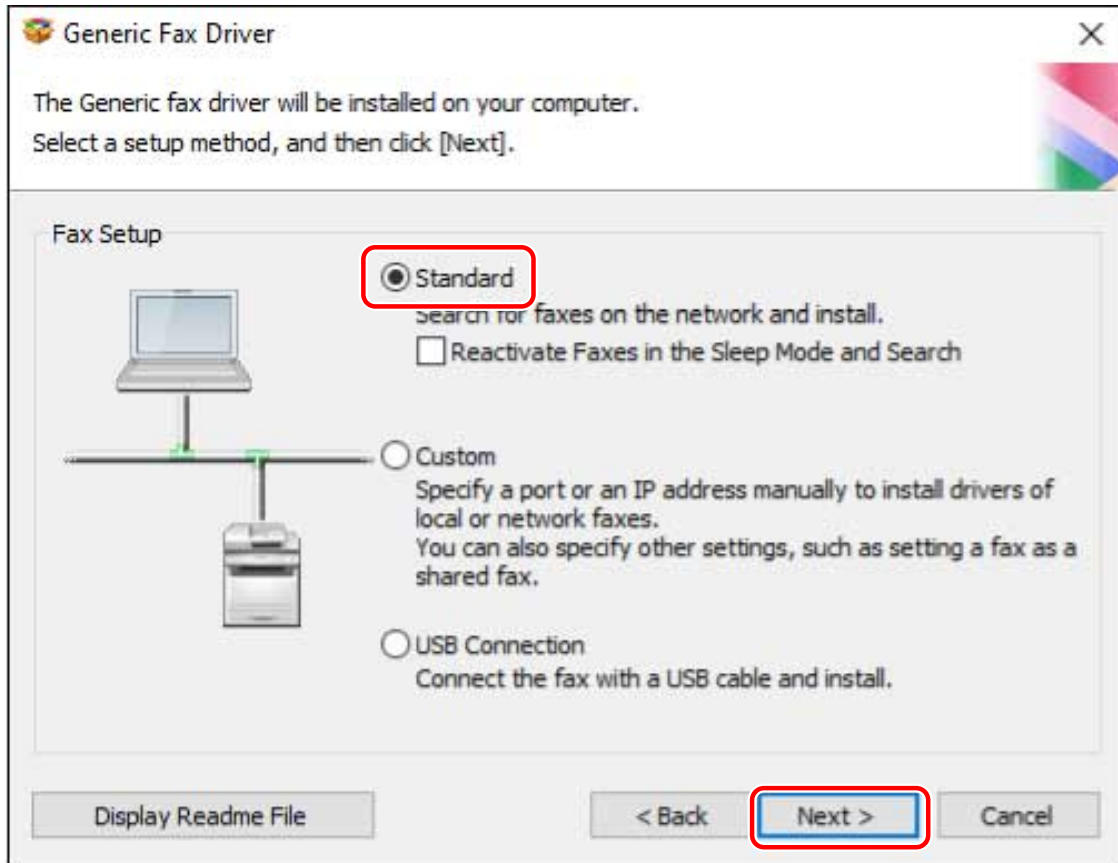 Generic Fax Driver
The Generic fax driver will be installed on your computer.
Select a setup method, and then click [Next].
Fax Setup
Standard
Search for faxes on the network and install.
Reactivate Faxes in the Sleep Mode and Search
Custom
Specify a port or an IP address manually to install drivers of
local or network faxes.
You can also specify other settings, such as setting a fax as a
shared fax.
USB Connection
Connect the fax with a USB cable and install.
Display Readme File
< Back
Next >
Cancel